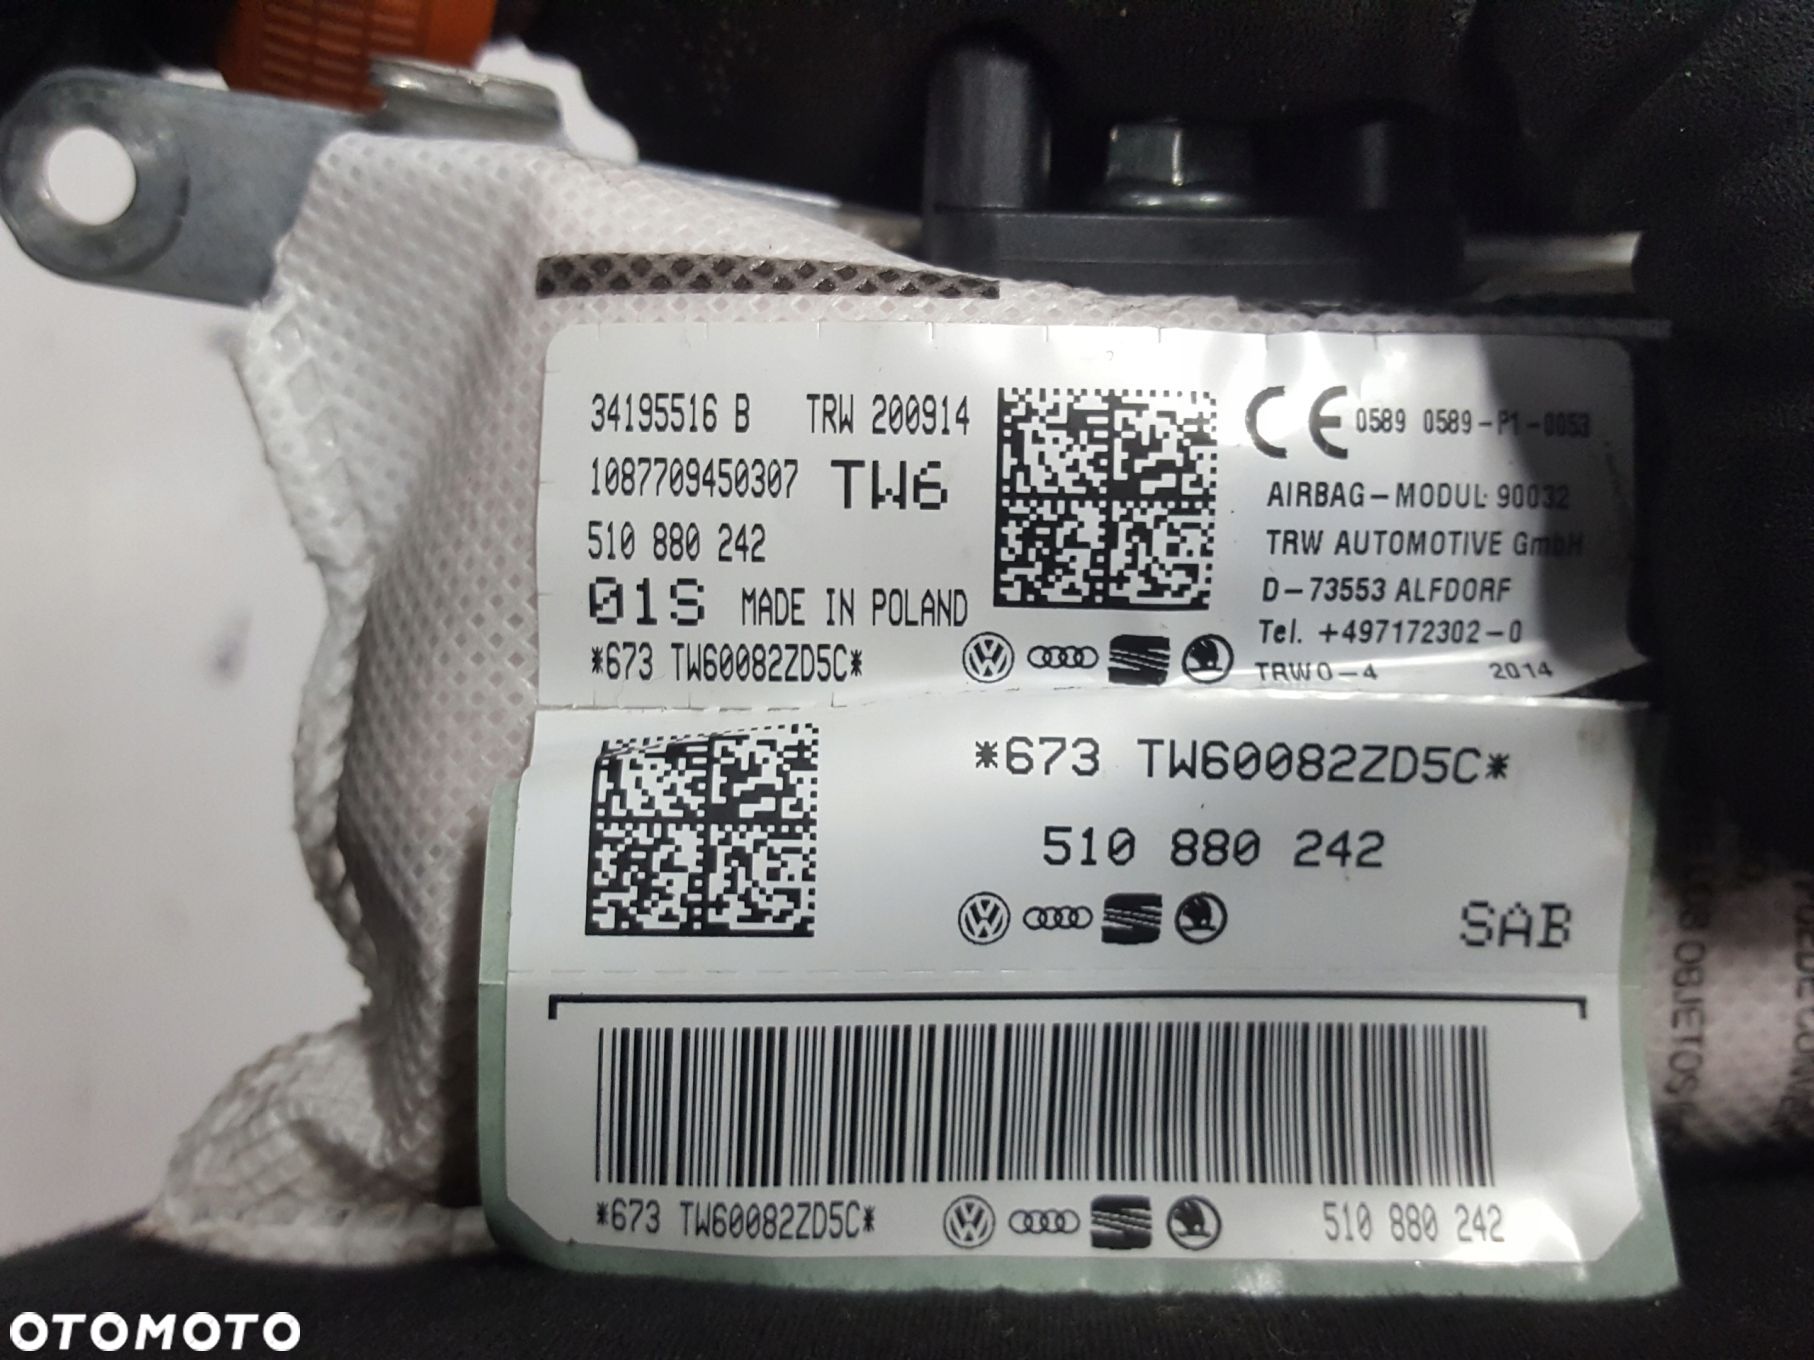 34195516 B TRW 200914
1087709450307 TW6
510 880 242
01S MADE IN POLAND
*673 TW60082ZD5C*
CE 0589 0589-P1-0053
AIRBAG-MODUL 90032
TRW AUTOMOTIVE GmbH
D-73553 ALFDORF
Tel. +497172302-0
TRW0-4 2014
*673 TW60082ZD5C*
510 880 242
SAB
*673 TW60082ZD5C*
510 880 242
OBJETOS
PUEDE
OTOMOTO